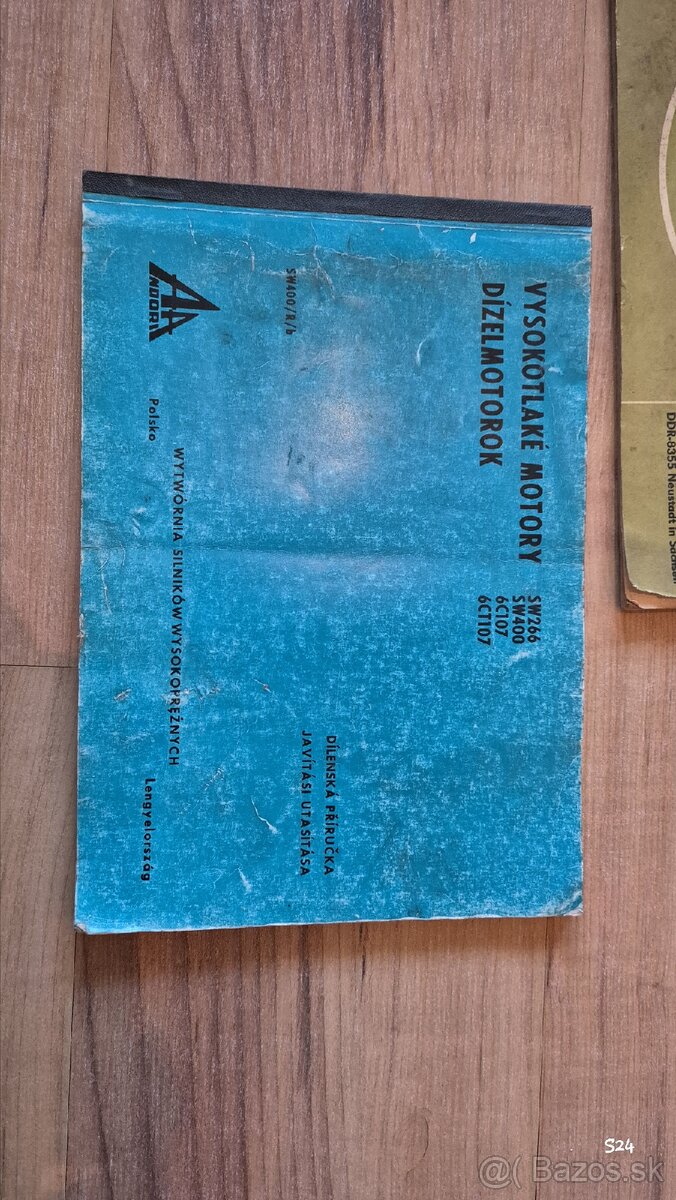 VYSOKOTLAKÉ MOTORY
DÍZELMOTOROK
SW266
SW400
6C107
6CT107
SW400/R/b
DÍLENSKÁ PŘÍRUČKA
JAVÍTÁSI UTASITÁSA
ANDORIA
WYTWÓRNIA SILNIKÓW WYSOKOPRĘŻNYCH
Polsko
Lengyelország
DDR-8355 Neustadt in Sachsen
S24
@( Bazos.sk